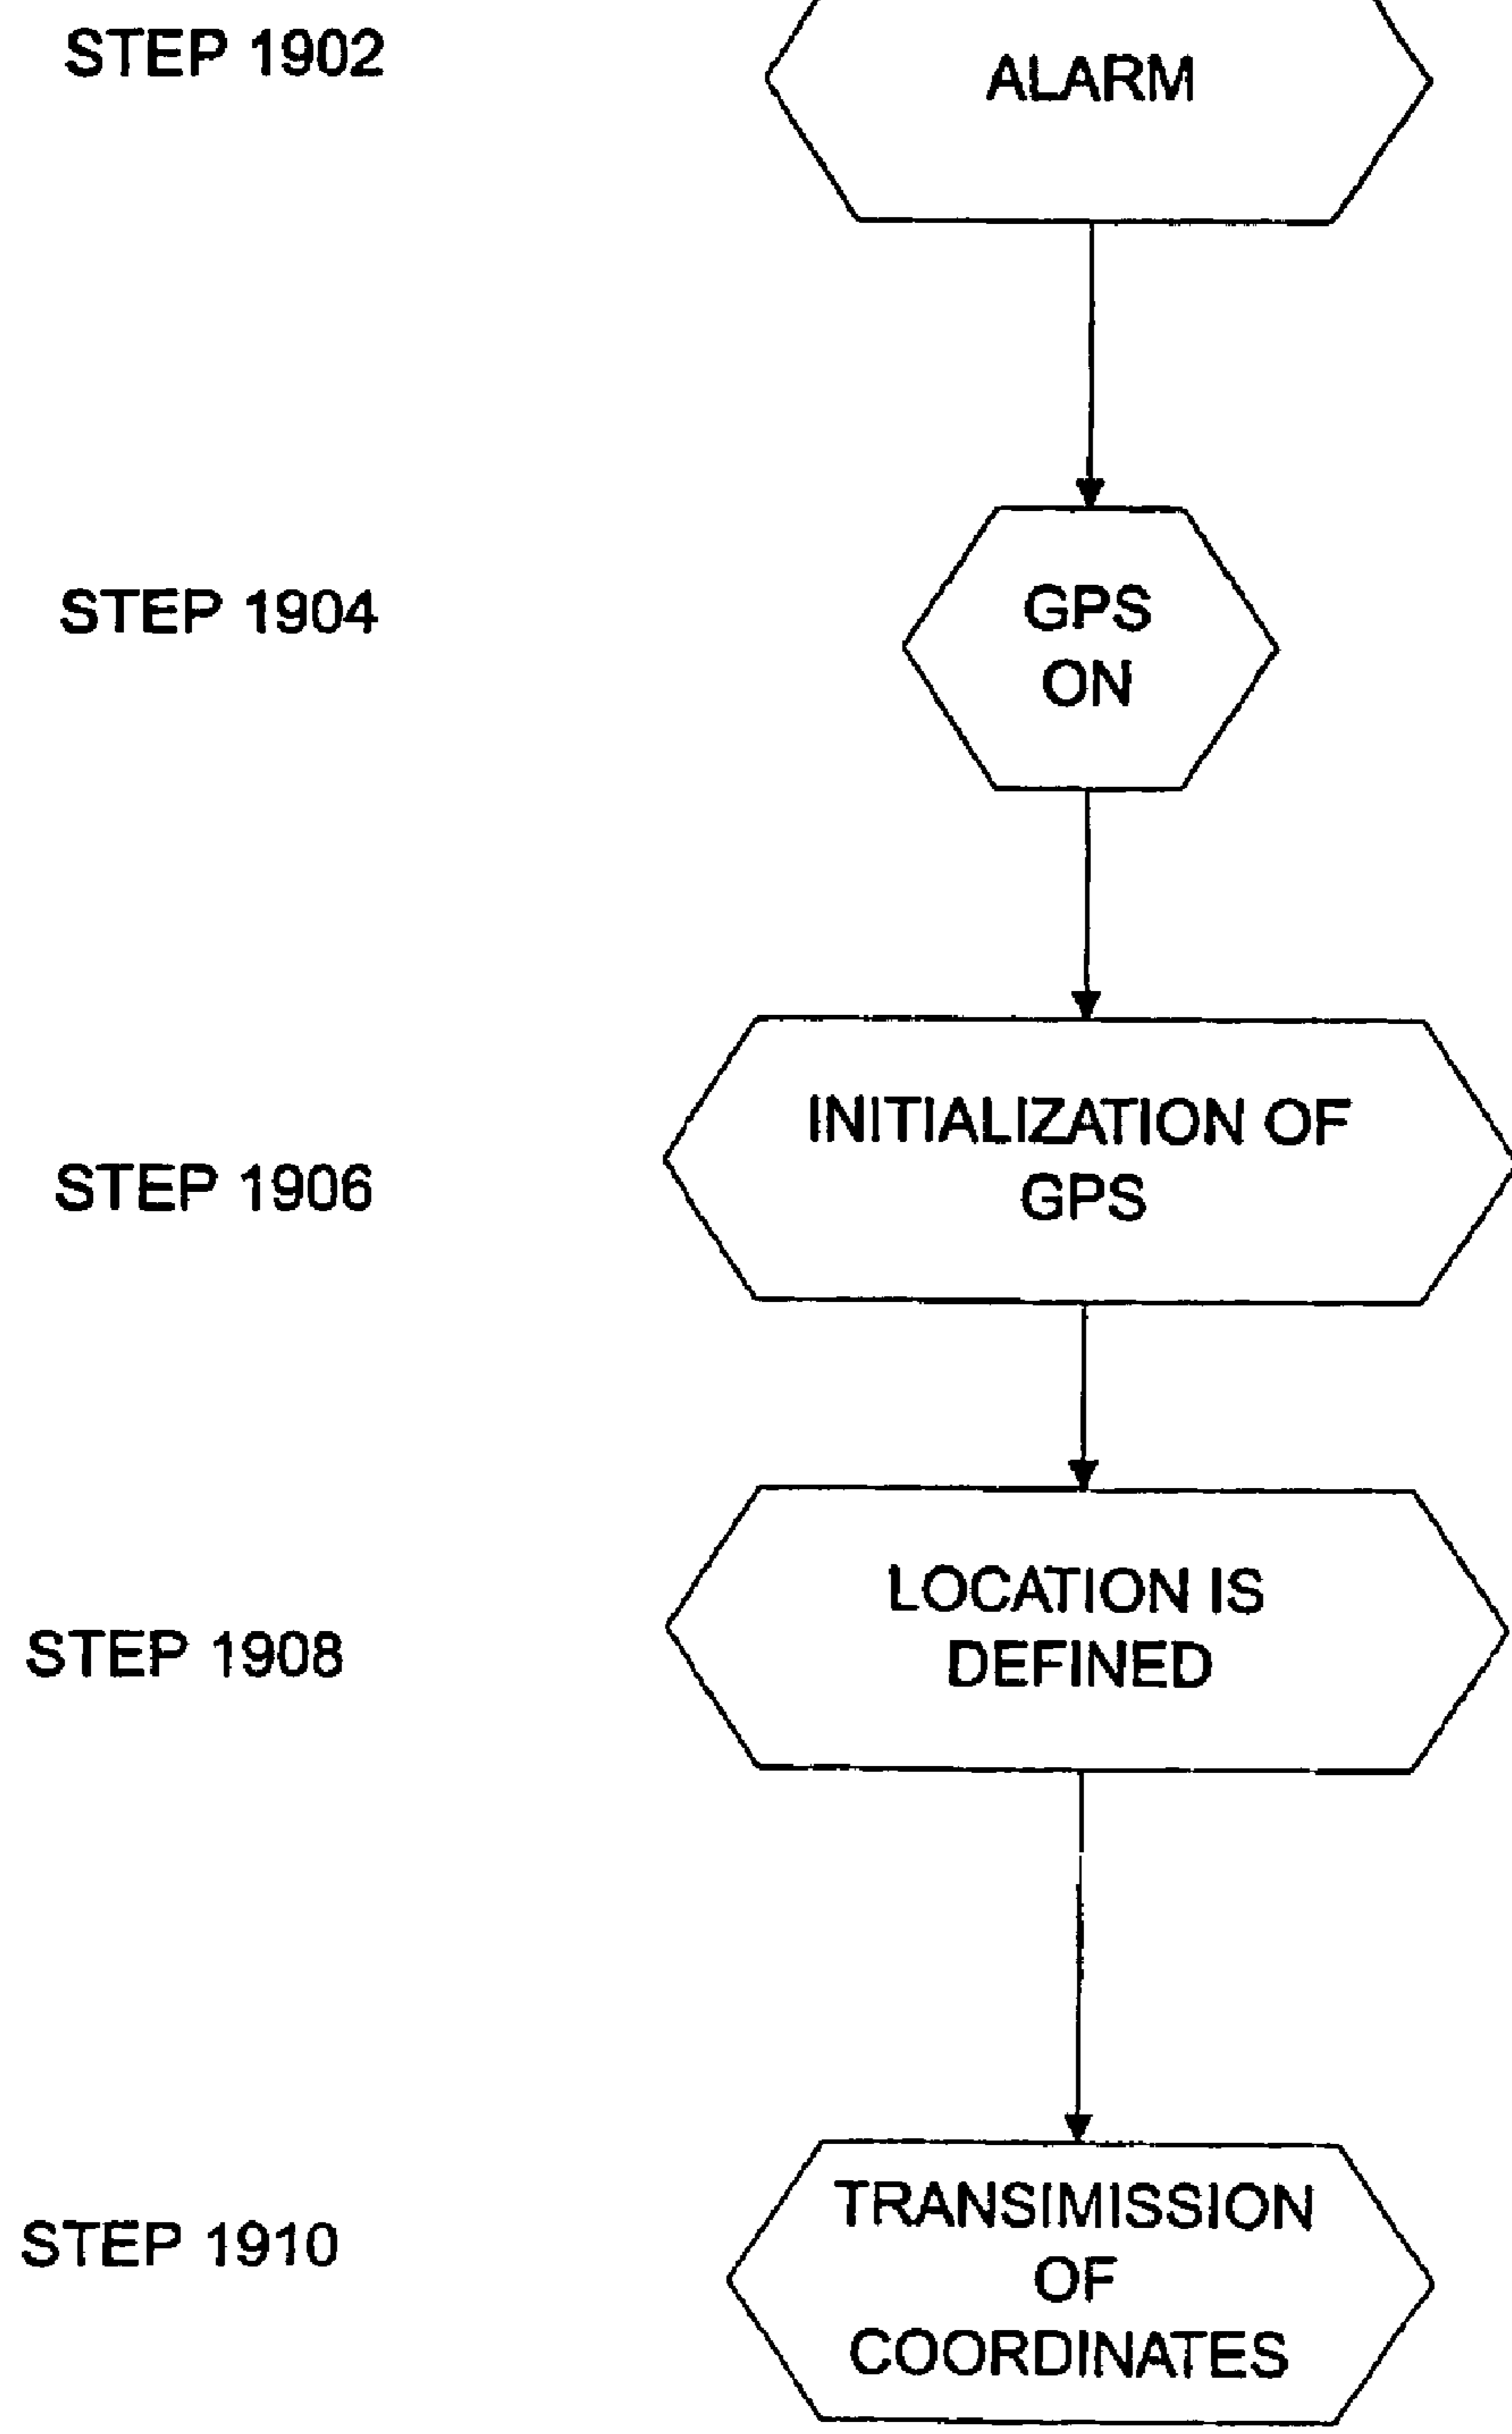 STEP 1902
ALARM
STEP 1904
GPS
ON
STEP 1906
INITIALIZATION OF
GPS
STEP 1908
LOCATION IS
DEFINED
STEP 1910
TRANSIMISSION
OF
COORDINATES